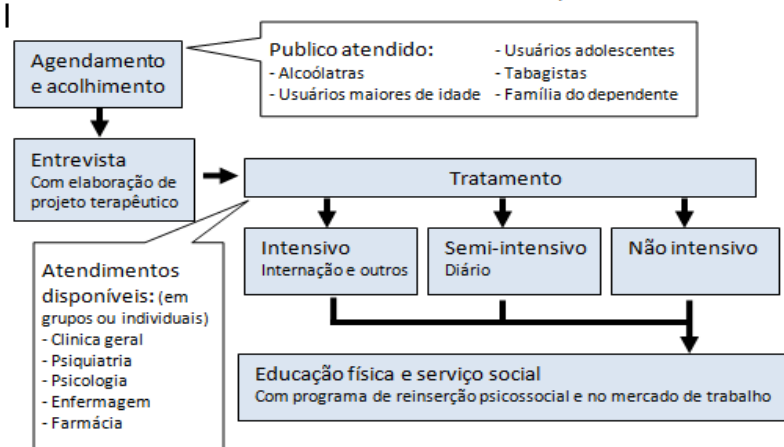 Agendamento
e acolhimento
Publico atendido:
- Alcoólatras
- Usuários maiores de idade
- Usuários adolescentes
- Tabagistas
- Família do dependente
Entrevista
Com elaboração de
projeto terapêutico
Tratamento
Intensivo
Internação e outros
Semi-intensivo
Diário
Não intensivo
Atendimentos
disponíveis: (em
grupos ou individuais)
- Clinica geral
- Psiquiatria
- Psicologia
- Enfermagem
- Farmácia
Educação física e serviço social
Com programa de reinserção psicossocial e no mercado de trabalho